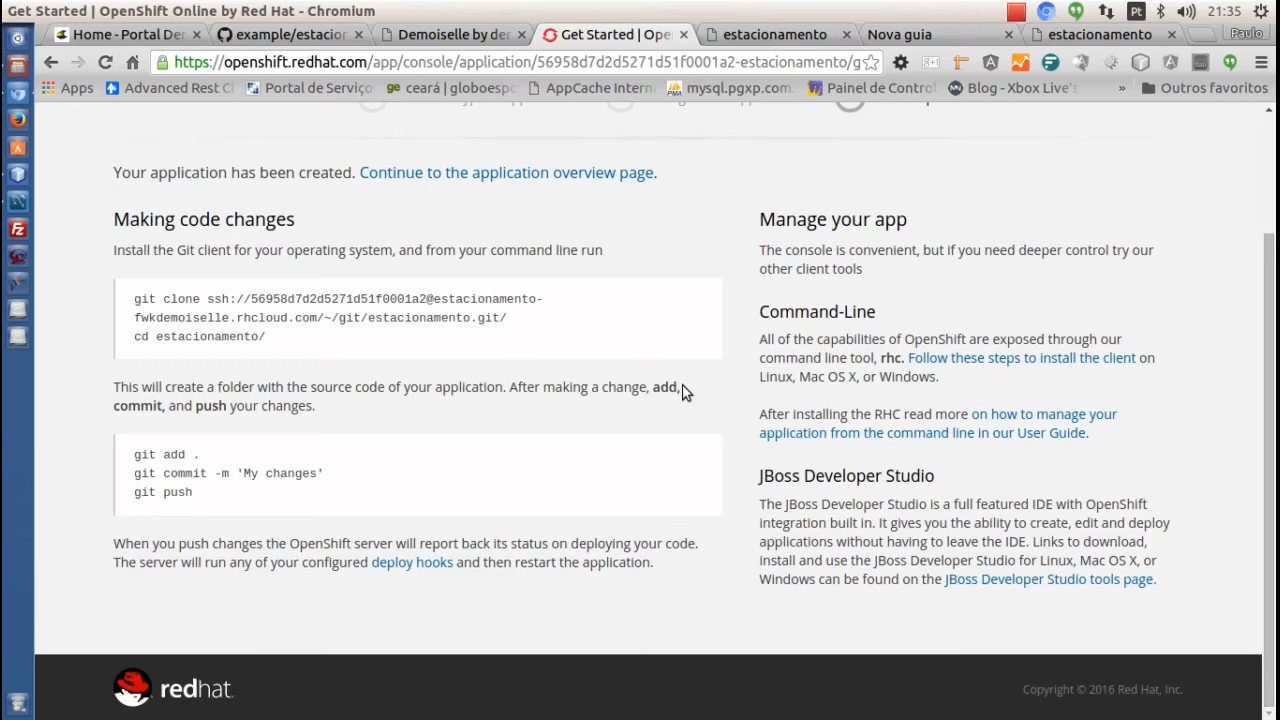 Get Started | OpenShift Online by Red Hat - Chromium
Pt
21:35
Home - Portal Der
example/estacior
Demoiselle by der
Get Started | Ope
estacionamento
Nova guia
estacionamento
Paulo
https://openshift.redhat.com/app/console/application/56958d7d2d5271d51f0001a2-estacionamento/g
Apps
Advanced Rest Cl
Portal de Serviço
ceará | globoesp
AppCache Intern
mysql.pgxp.com.
Painel de Control
Blog - Xbox Live's
»
Outros favoritos
Your application has been created. Continue to the application overview page.
Making code changes
Install the Git client for your operating system, and from your command line run
git clone ssh://56958d7d2d5271d51f0001a2@estacionamento-
fwkdemoiselle.rhcloud.com/~/git/estacionamento.git/
cd estacionamento/
This will create a folder with the source code of your application. After making a change, add,
commit, and push your changes.
git add .
git commit -m 'My changes'
git push
When you push changes the OpenShift server will report back its status on deploying your code.
The server will run any of your configured deploy hooks and then restart the application.
Manage your app
The console is convenient, but if you need deeper control try our
other client tools
Command-Line
All of the capabilities of OpenShift are exposed through our
command line tool, rhc. Follow these steps to install the client on
Linux, Mac OS X, or Windows.
After installing the RHC read more on how to manage your
application from the command line in our User Guide.
JBoss Developer Studio
The JBoss Developer Studio is a full featured IDE with OpenShift
integration built in. It gives you the ability to create, edit and deploy
applications without having to leave the IDE. Links to download,
install and use the JBoss Developer Studio for Linux, Mac OS X, or
Windows can be found on the JBoss Developer Studio tools page.
redhat.
Copyright © 2016 Red Hat, Inc.